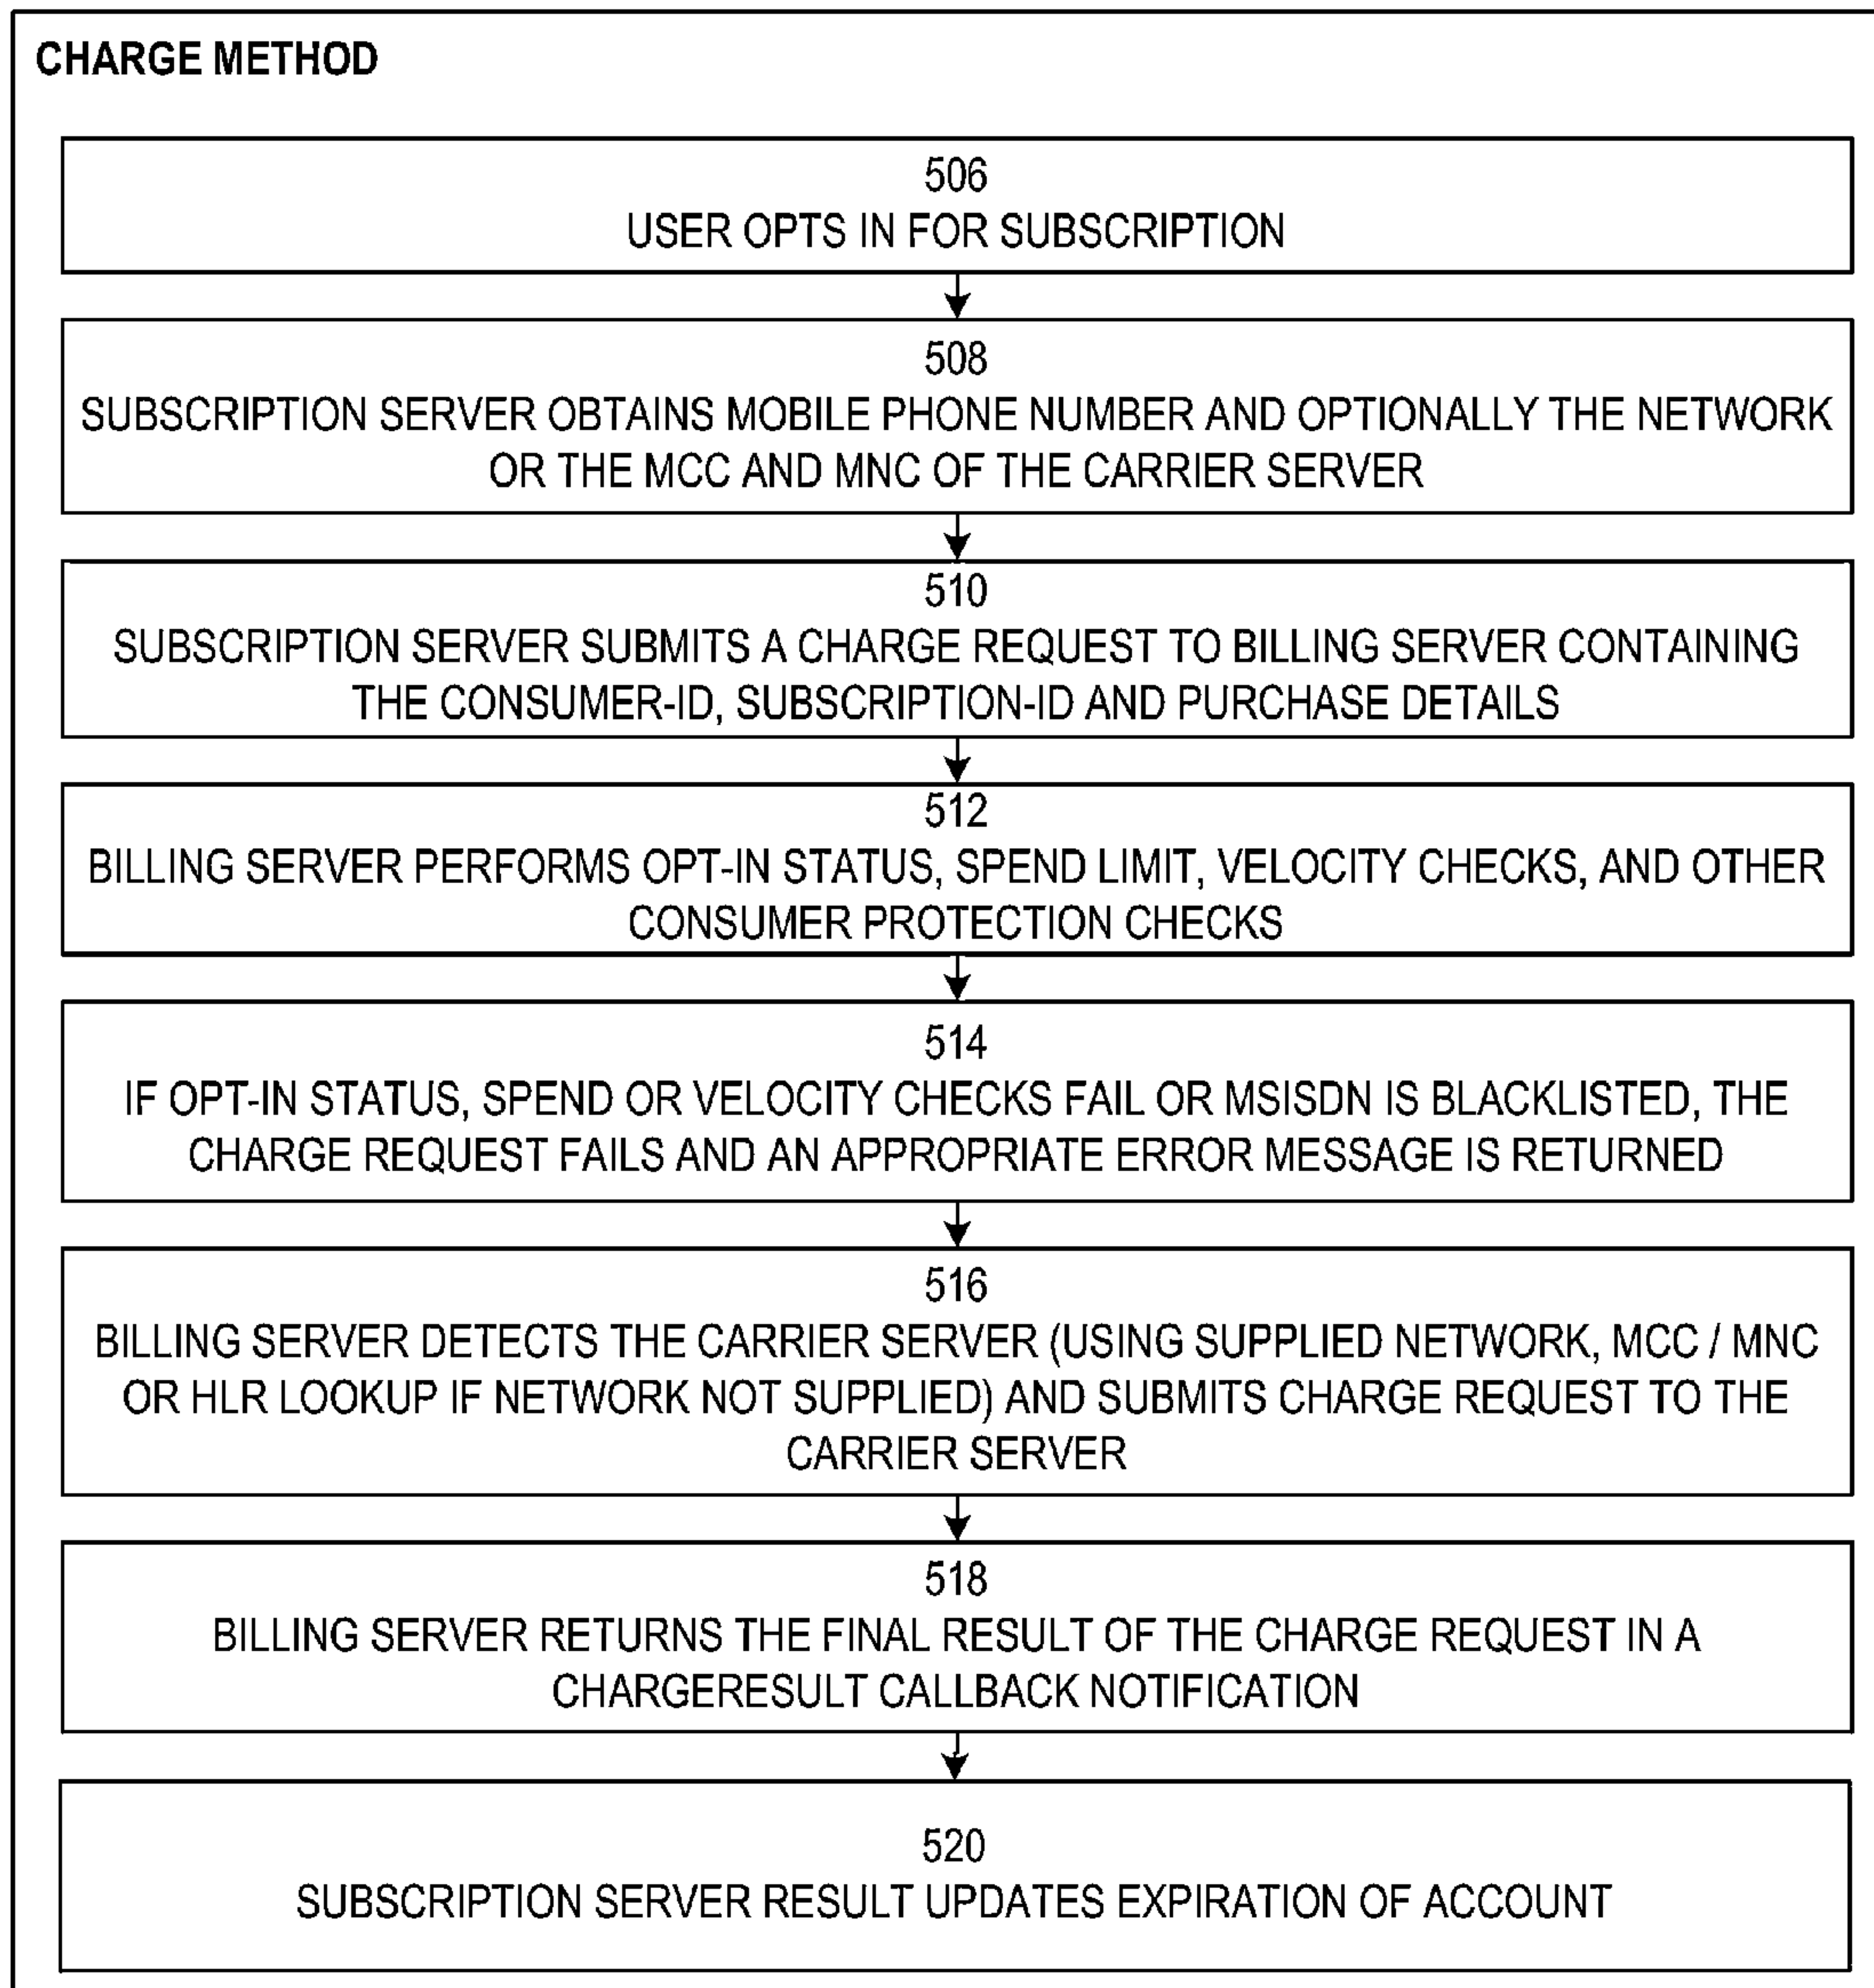 CHARGE METHOD
506
USER OPTS IN FOR SUBSCRIPTION
508
SUBSCRIPTION SERVER OBTAINS MOBILE PHONE NUMBER AND OPTIONALLY THE NETWORK
OR THE MCC AND MNC OF THE CARRIER SERVER
510
SUBSCRIPTION SERVER SUBMITS A CHARGE REQUEST TO BILLING SERVER CONTAINING
THE CONSUMER-ID, SUBSCRIPTION-ID AND PURCHASE DETAILS
512
BILLING SERVER PERFORMS OPT-IN STATUS, SPEND LIMIT, VELOCITY CHECKS, AND OTHER
CONSUMER PROTECTION CHECKS
514
IF OPT-IN STATUS, SPEND OR VELOCITY CHECKS FAIL OR MSISDN IS BLACKLISTED, THE
CHARGE REQUEST FAILS AND AN APPROPRIATE ERROR MESSAGE IS RETURNED
516
BILLING SERVER DETECTS THE CARRIER SERVER (USING SUPPLIED NETWORK, MCC / MNC
OR HLR LOOKUP IF NETWORK NOT SUPPLIED) AND SUBMITS CHARGE REQUEST TO THE
CARRIER SERVER
518
BILLING SERVER RETURNS THE FINAL RESULT OF THE CHARGE REQUEST IN A
CHARGERESULT CALLBACK NOTIFICATION
520
SUBSCRIPTION SERVER RESULT UPDATES EXPIRATION OF ACCOUNT